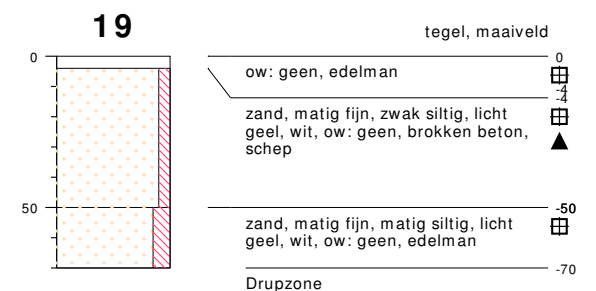 19
tegel, maaiveld
0
0
ow: geen, edelman
-4
-4
zand, matig fijn, zwak siltig, licht
geel, wit, ow: geen, brokken beton,
schep
50
-50
zand, matig fijn, matig siltig, licht
geel, wit, ow: geen, edelman
-70
Drupzone